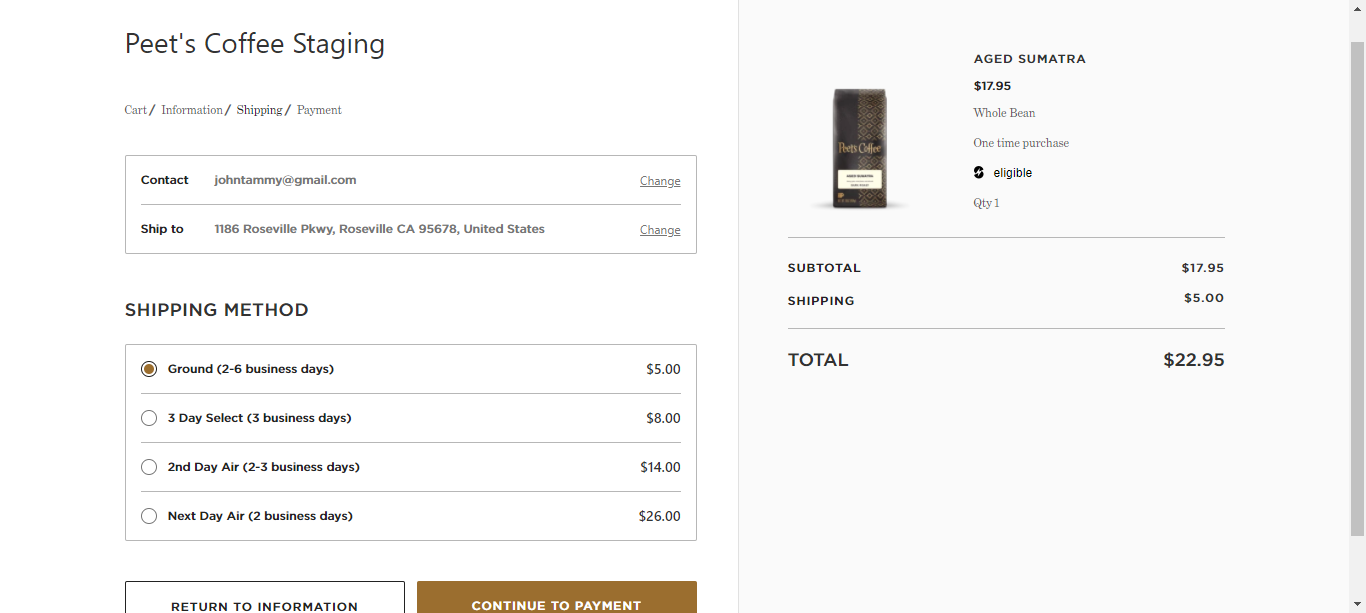 Peet's Coffee Staging
Cart / Information / Shipping / Payment
Contact johntammy@gmail.com Change
Ship to 1186 Roseville Pkwy, Roseville CA 95678, United States Change
SHIPPING METHOD
Ground (2-6 business days) $5.00
3 Day Select (3 business days) $8.00
2nd Day Air (2-3 business days) $14.00
Next Day Air (2 business days) $26.00
RETURN TO INFORMATION
CONTINUE TO PAYMENT
Peet's Coffee
AGED SUMATRA
AGED SUMATRA
$17.95
Whole Bean
One time purchase
eligible
Qty 1
SUBTOTAL $17.95
SHIPPING $5.00
TOTAL $22.95